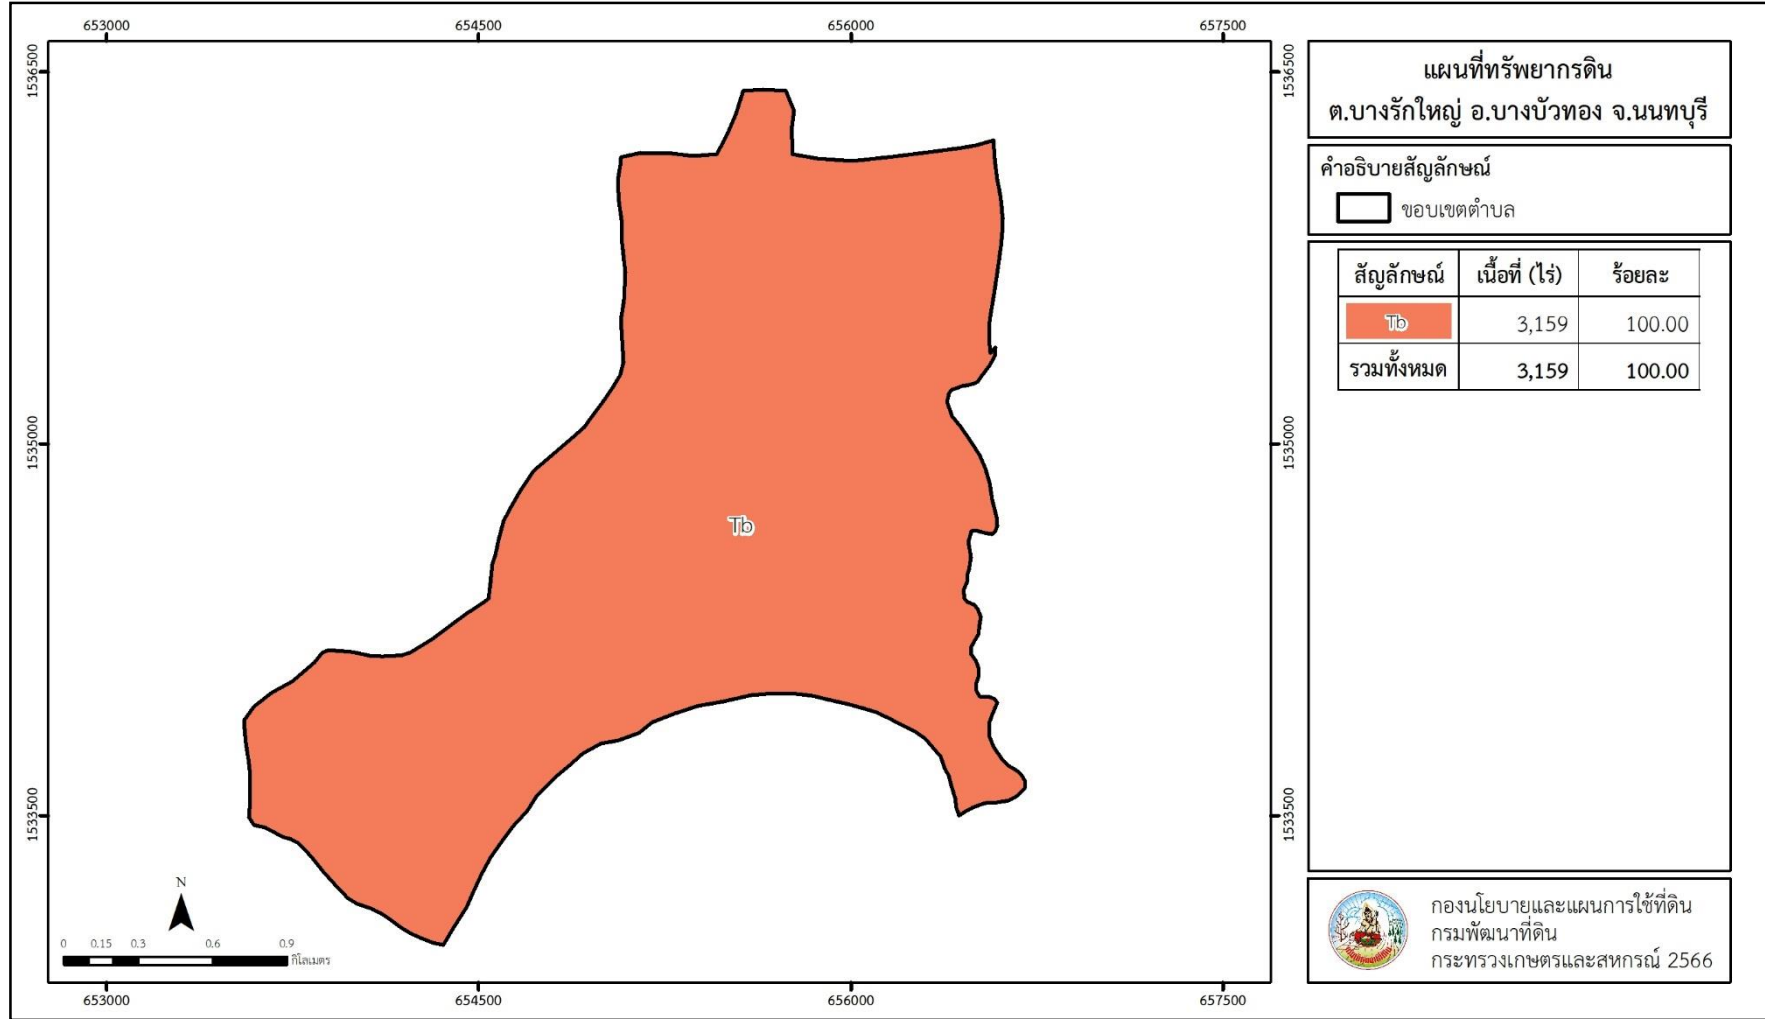 653000
654500
656000
657500
1536500
1536500
แผนที่ทรัพยากรดิน
ต.บางรักใหญ่ อ.บางบัวทอง จ.นนทบุรี
คำอธิบายสัญลักษณ์
ขอบเขตตำบล
สัญลักษณ์ เนื้อที่ (ไร่) ร้อยละ
Tb 3,159 100.00
รวมทั้งหมด 3,159 100.00
1535000
1535000
Tb
1533500
1533500
N
0 0.15 0.3 0.6 0.9
กิโลเมตร
653000
654500
656000
657500
กองนโยบายและแผนการใช้ที่ดิน
กรมพัฒนาที่ดิน
กระทรวงเกษตรและสหกรณ์ 2566